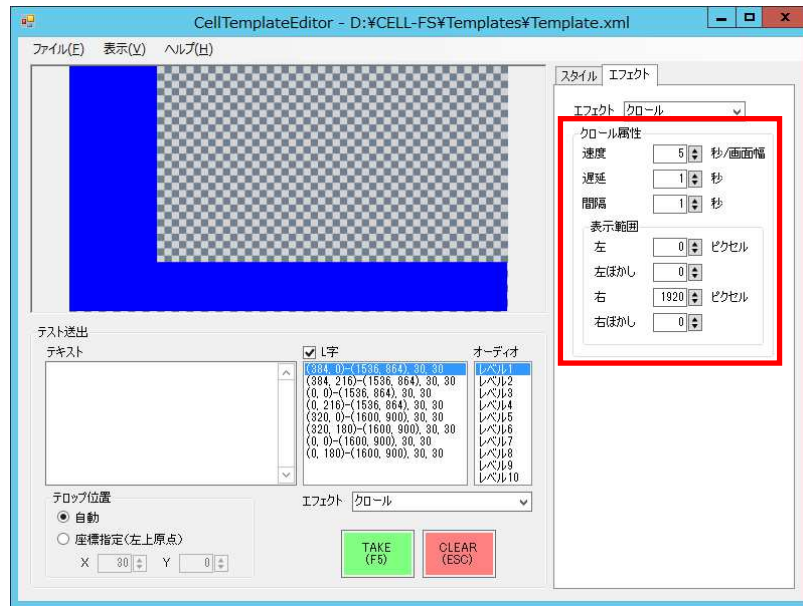 CellTemplateEditor - D:¥CELL-FS¥Templates¥Template.xml
ファイル(F) 表示(V) ヘルプ(H)
スタイル エフェクト
エフェクト クロール
クロール属性
速度 5 秒/画面幅
遅延 1 秒
間隔 1 秒
表示範囲
左 0 ピクセル
左ぼかし 0
右 1920 ピクセル
右ぼかし 0
テスト送出
テキスト
L字
(384, 0)-(1536, 864), 30, 30
(384, 216)-(1536, 864), 30, 30
(0, 0)-(1536, 864), 30, 30
(0, 216)-(1536, 864), 30, 30
(320, 0)-(1600, 900), 30, 30
(320, 180)-(1600, 900), 30, 30
(0, 0)-(1600, 900), 30, 30
(0, 180)-(1600, 900), 30, 30
オーディオ
レベル1
レベル2
レベル3
レベル4
レベル5
レベル6
レベル7
レベル8
レベル9
レベル10
テロップ位置
自動
座標指定(左上原点)
X 30 Y 0
エフェクト クロール
TAKE
(F5)
CLEAR
(ESC)